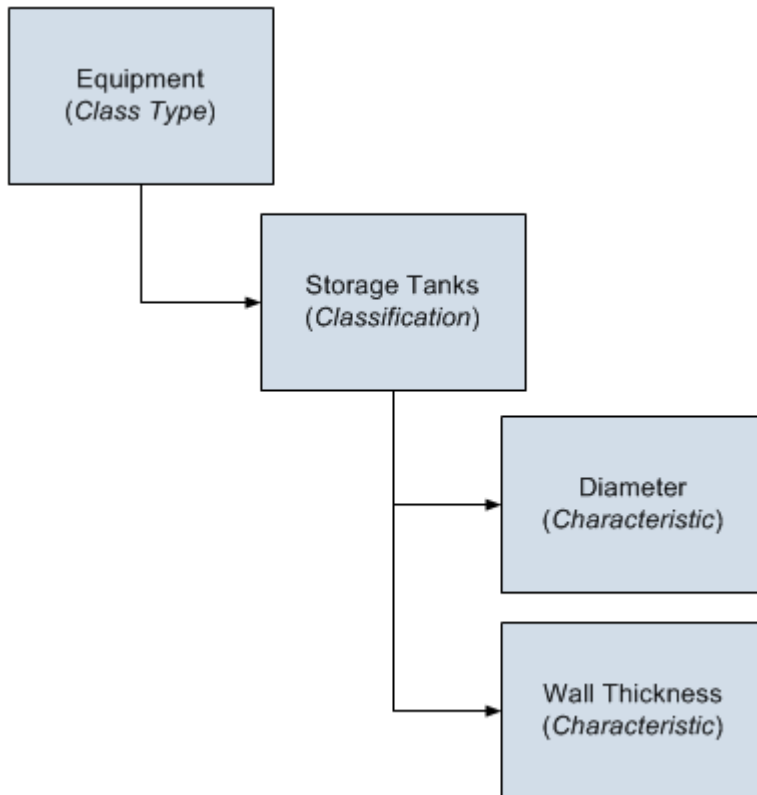 Equipment
(Class Type)
Storage Tanks
(Classification)
Diameter
(Characteristic)
Wall Thickness
(Characteristic)